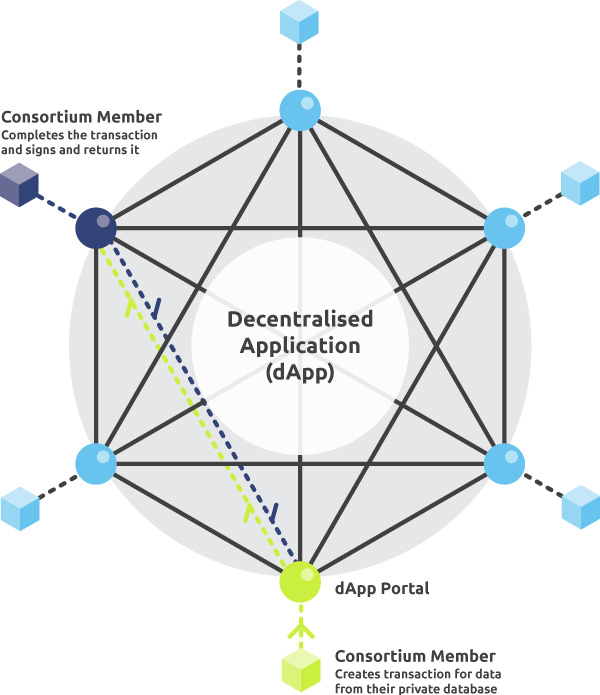 Consortium Member
Completes the transaction
and signs and returns it
Decentralised
Application
(dApp)
dApp Portal
Consortium Member
Creates transaction for data
from their private database